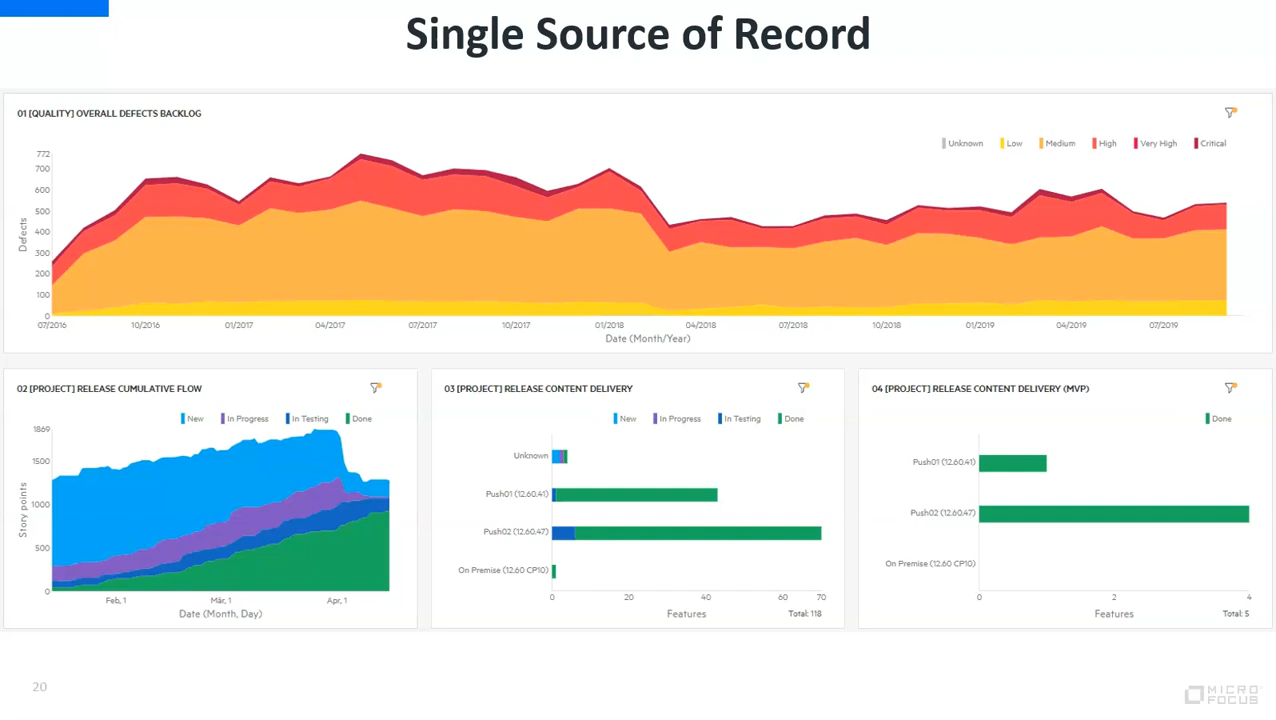 Single Source of Record
01 [QUALITY] OVERALL DEFECTS BACKLOG
Unknown Low Medium High Very High Critical
772
700
600
500
400
300
200
100
0
Defects
07/2016 10/2016 01/2017 04/2017 07/2017 10/2017 01/2018 04/2018 07/2018 10/2018 01/2019 04/2019 07/2019
Date (Month/Year)
02 [PROJECT] RELEASE CUMULATIVE FLOW
New In Progress In Testing Done
1869
1500
1000
500
0
Story points
Feb, 1 Mär, 1 Apr, 1
Date (Month, Day)
03 [PROJECT] RELEASE CONTENT DELIVERY
New In Progress In Testing Done
Unknown
Push01 (12.60.41)
Push02 (12.60.47)
On Premise (12.60 CP10)
0 20 40 60 70
Features
Total: 118
04 [PROJECT] RELEASE CONTENT DELIVERY (MVP)
Done
Push01 (12.60.41)
Push02 (12.60.47)
On Premise (12.60 CP10)
0 2 4
Features
Total: 5
20
MICRO
FOCUS